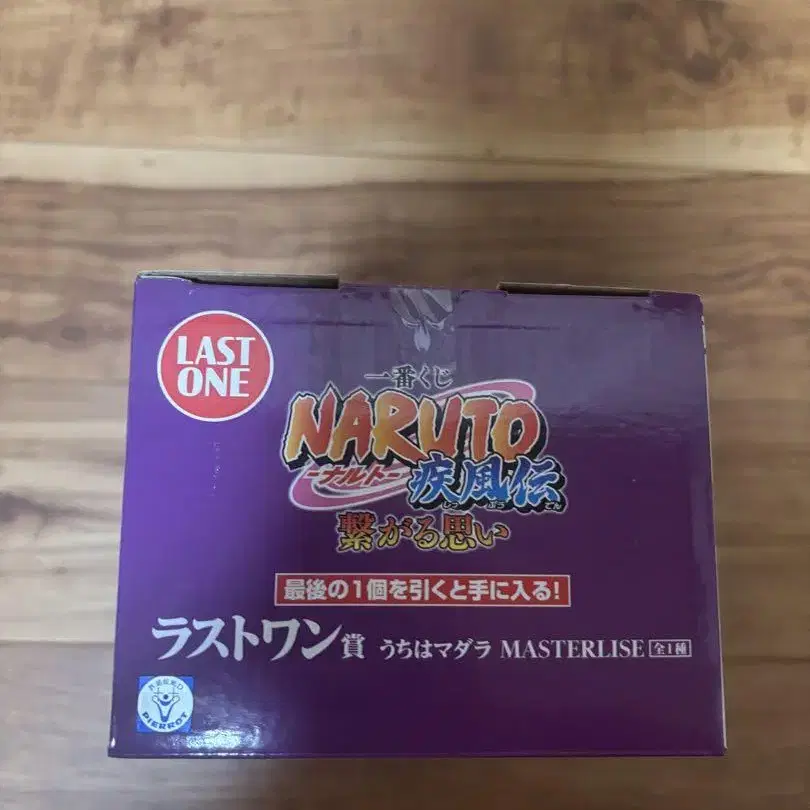 LAST
ONE
一番くじ
NARUTO
-ナルト-
疾風伝
しっ ぷう でん
繋がる思い
最後の1個を引くと手に入る!
ラストワン賞 うちはマダラ MASTERLISE 全1種
PIERROT